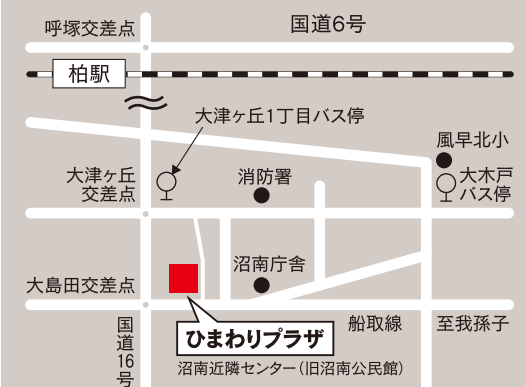 呼塚交差点
国道6号
柏駅
大津ヶ丘1丁目バス停
風早北小
大津ヶ丘
交差点
消防署
大木戸
バス停
沼南庁舎
大島田交差点
ひまわりプラザ
船取線
至我孫子
国道16号
沼南近隣センター（旧沼南公民館）